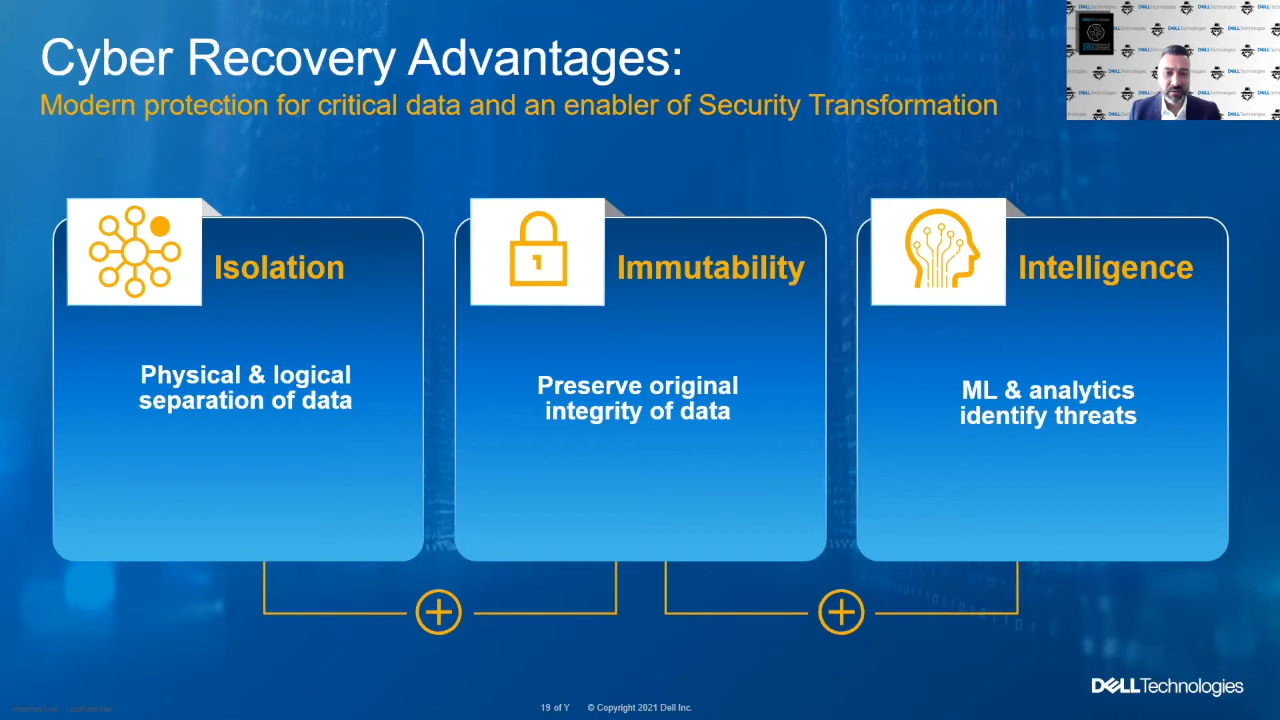 Cyber Recovery Advantages:
Modern protection for critical data and an enabler of Security Transformation
Isolation
Physical & logical
separation of data
Immutability
Preserve original
integrity of data
Intelligence
ML & analytics
identify threats
DELL Technologies
19 of Y © Copyright 2021 Dell Inc.